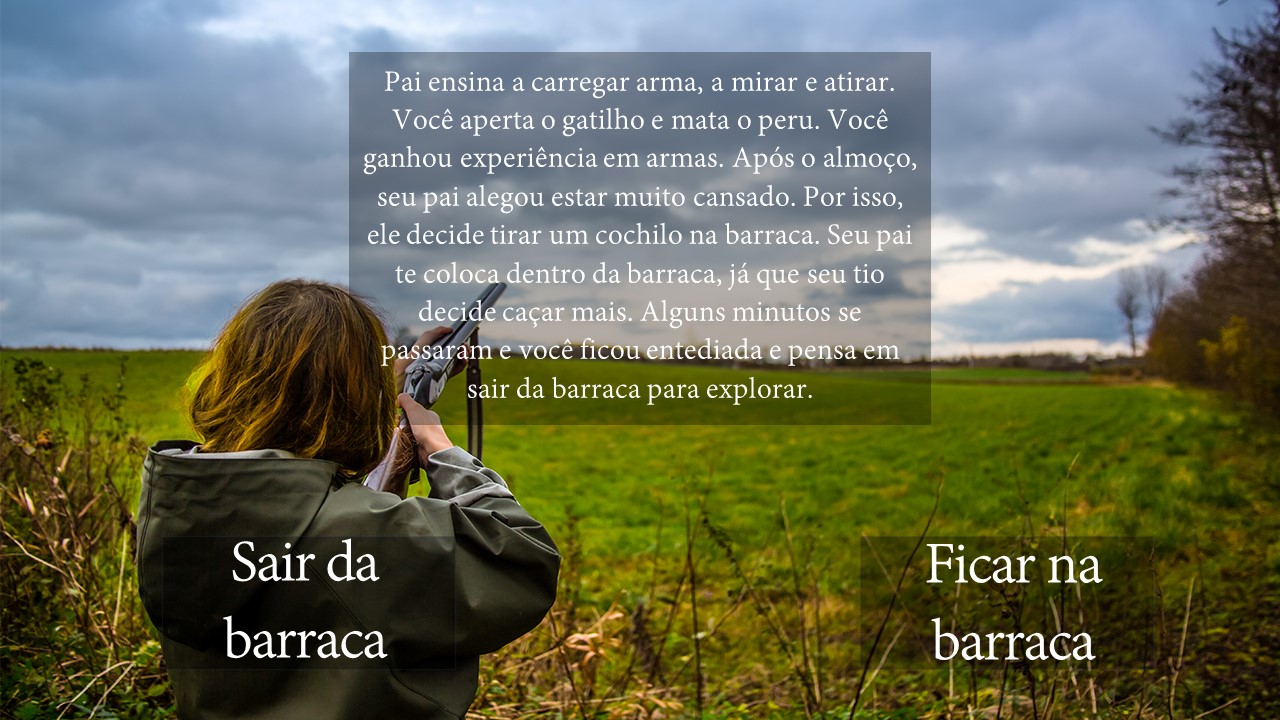 Pai ensina a carregar arma, a mirar e atirar.
Você aperta o gatilho e mata o peru. Você
ganhou experiência em armas. Após o almoço,
seu pai alegou estar muito cansado. Por isso,
ele decide tirar um cochilo na barraca. Seu pai
te coloca dentro da barraca, já que seu tio
decide caçar mais. Alguns minutos se
passaram e você ficou entediada e pensa em
sair da barraca para explorar.
Sair da
barraca
Ficar na
barraca